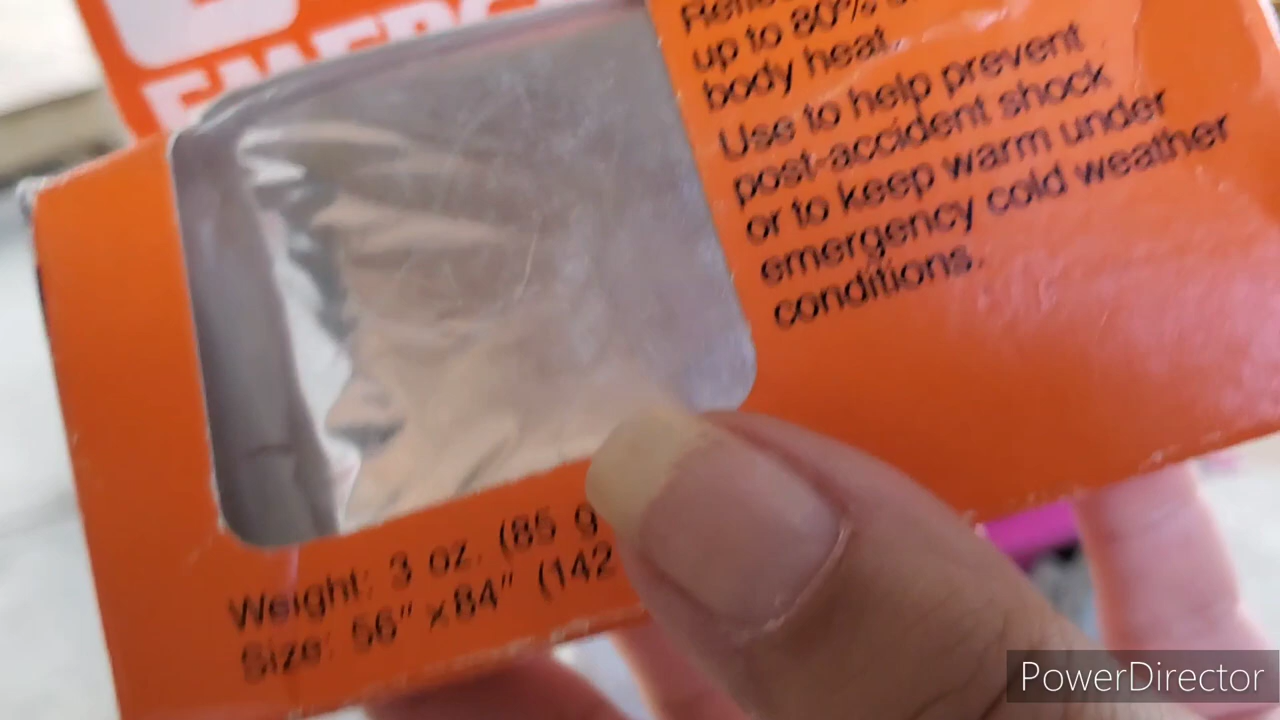 up to 80%
body heat
Use to help prevent
post-accident shock
or to keep warm under
emergency cold weather
conditions.
Weight: 3 oz. (85 g
Size: 56" x 84" (142
PowerDirector